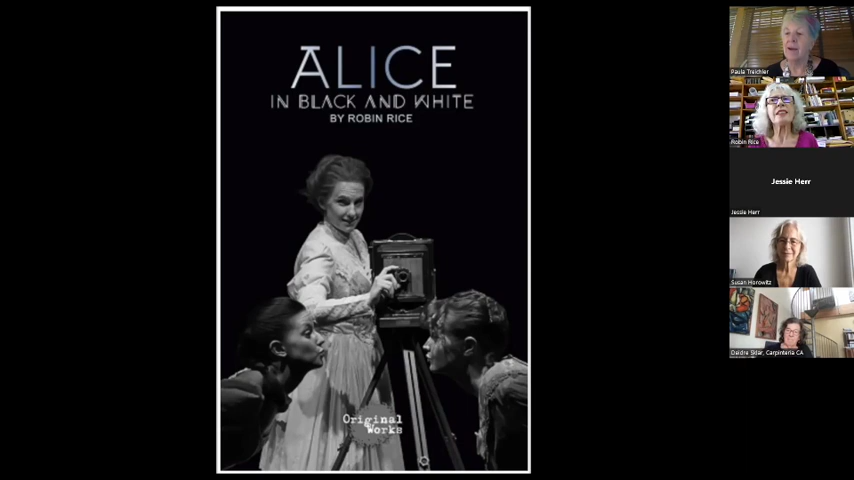 ALICE
IN BLACK AND WHITE
BY ROBIN RICE
Original
Works
Paula Treichler
Robin Rice
Jessie Herr
Jessie Herr
Susan Horowitz
Deidre Sklar, Carpinteria CA